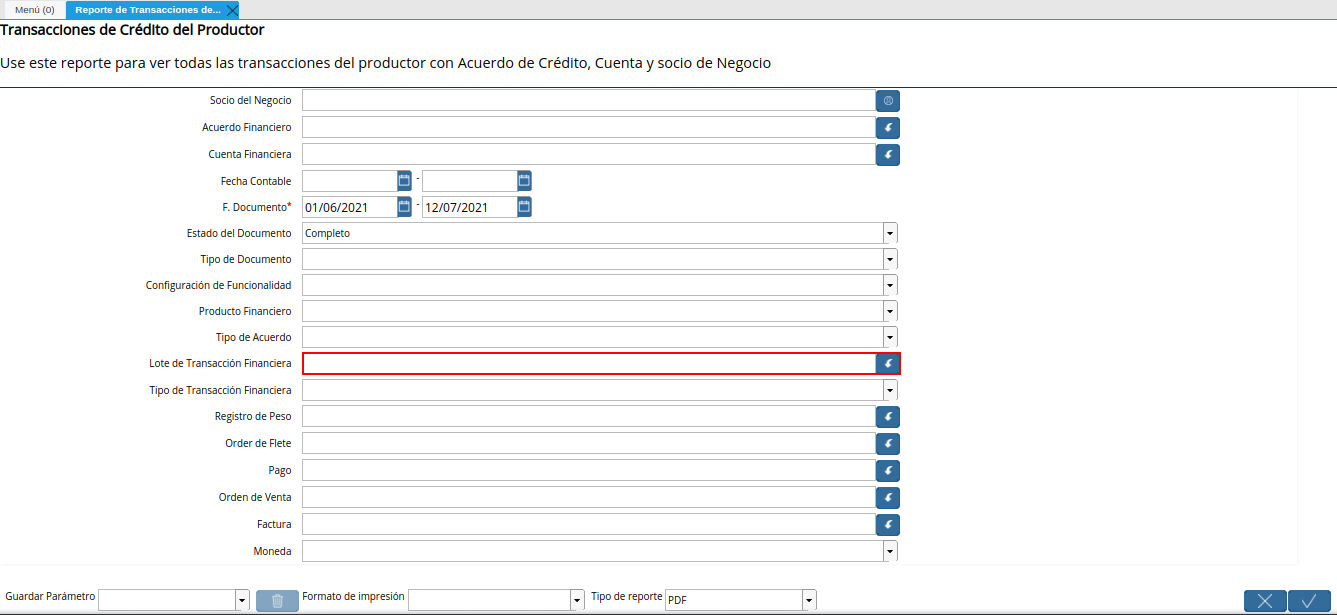 Menú (0)
Reporte de Transacciones de...
Transacciones de Crédito del Productor
Use este reporte para ver todas las transacciones del productor con Acuerdo de Crédito, Cuenta y socio de Negocio
Socio del Negocio
Acuerdo Financiero
Cuenta Financiera
Fecha Contable -
F. Documento* 01/06/2021 - 12/07/2021
Estado del Documento Completo
Tipo de Documento
Configuración de Funcionalidad
Producto Financiero
Tipo de Acuerdo
Lote de Transacción Financiera
Tipo de Transacción Financiera
Registro de Peso
Order de Flete
Pago
Orden de Venta
Factura
Moneda
Guardar Parámetro Formato de impresión Tipo de reporte PDF